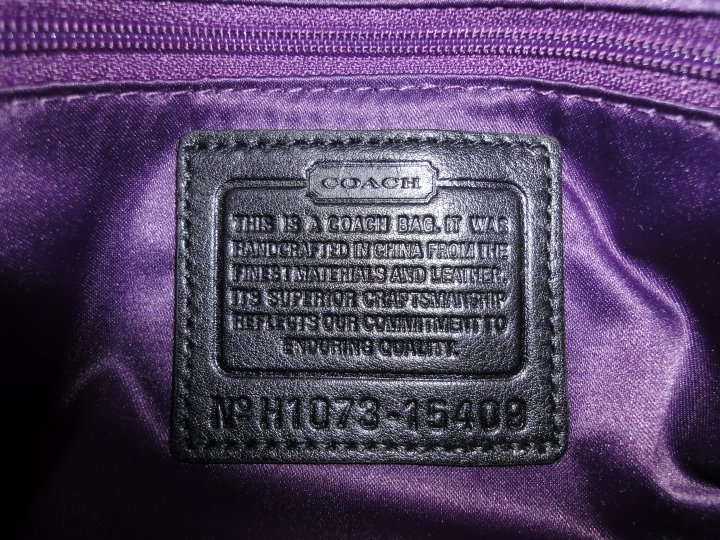 COACH
THIS IS A COACH BAG. IT WAS
HANDCRAFTED IN CHINA FROM THE
FINEST MATERIALS AND LEATHER.
ITS SUPERIOR CRAFTSMANSHIP
REFLECTS OUR COMMITMENT TO
ENDURING QUALITY.
Nº H1073-15408